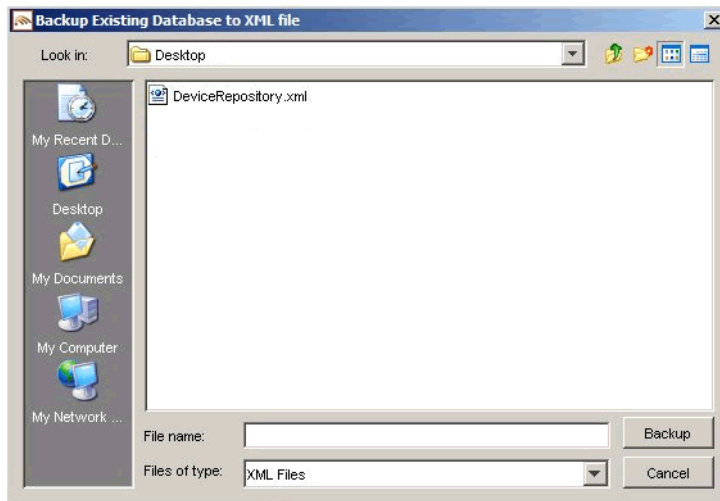 Backup Existing Database to XML file
Look in:
Desktop
DeviceRepository.xml
My Recent D...
Desktop
My Documents
My Computer
My Network ...
File name:
Backup
Files of type:
XML Files
Cancel